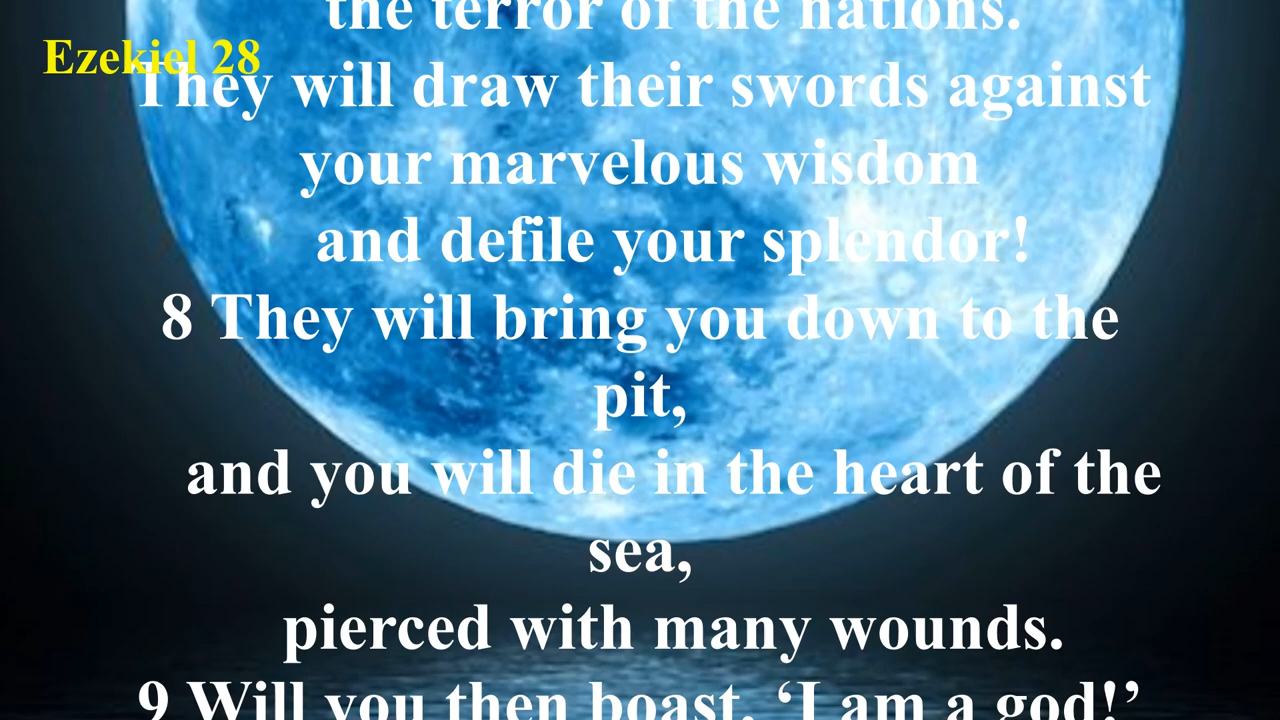 the terror of the nations.
Ezekiel 28
They will draw their swords against
your marvelous wisdom
and defile your splendor!
8 They will bring you down to the
pit,
and you will die in the heart of the
sea,
pierced with many wounds.
9 Will you then boast, ‘I am a god!’